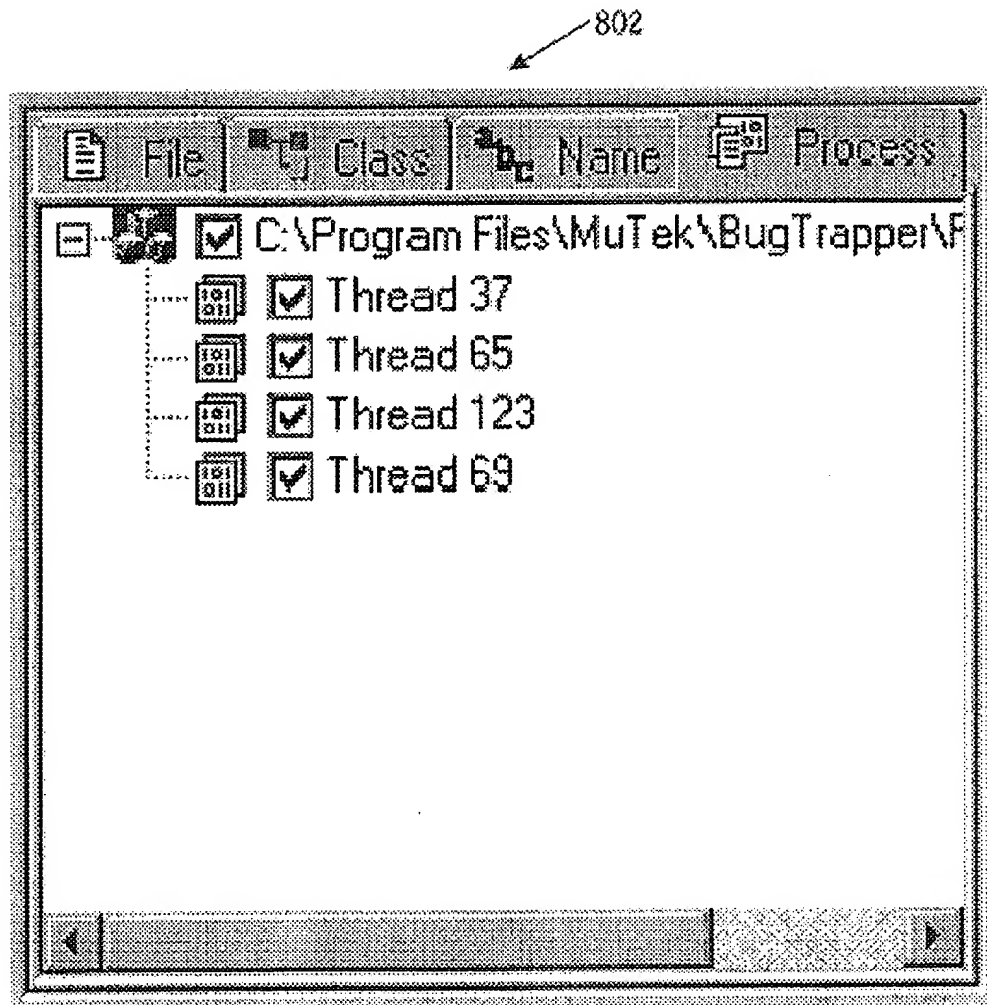 802
File Class Name Process
C:\Program Files\MuTek\BugTrapper\
Thread 37
Thread 65
Thread 123
Thread 69